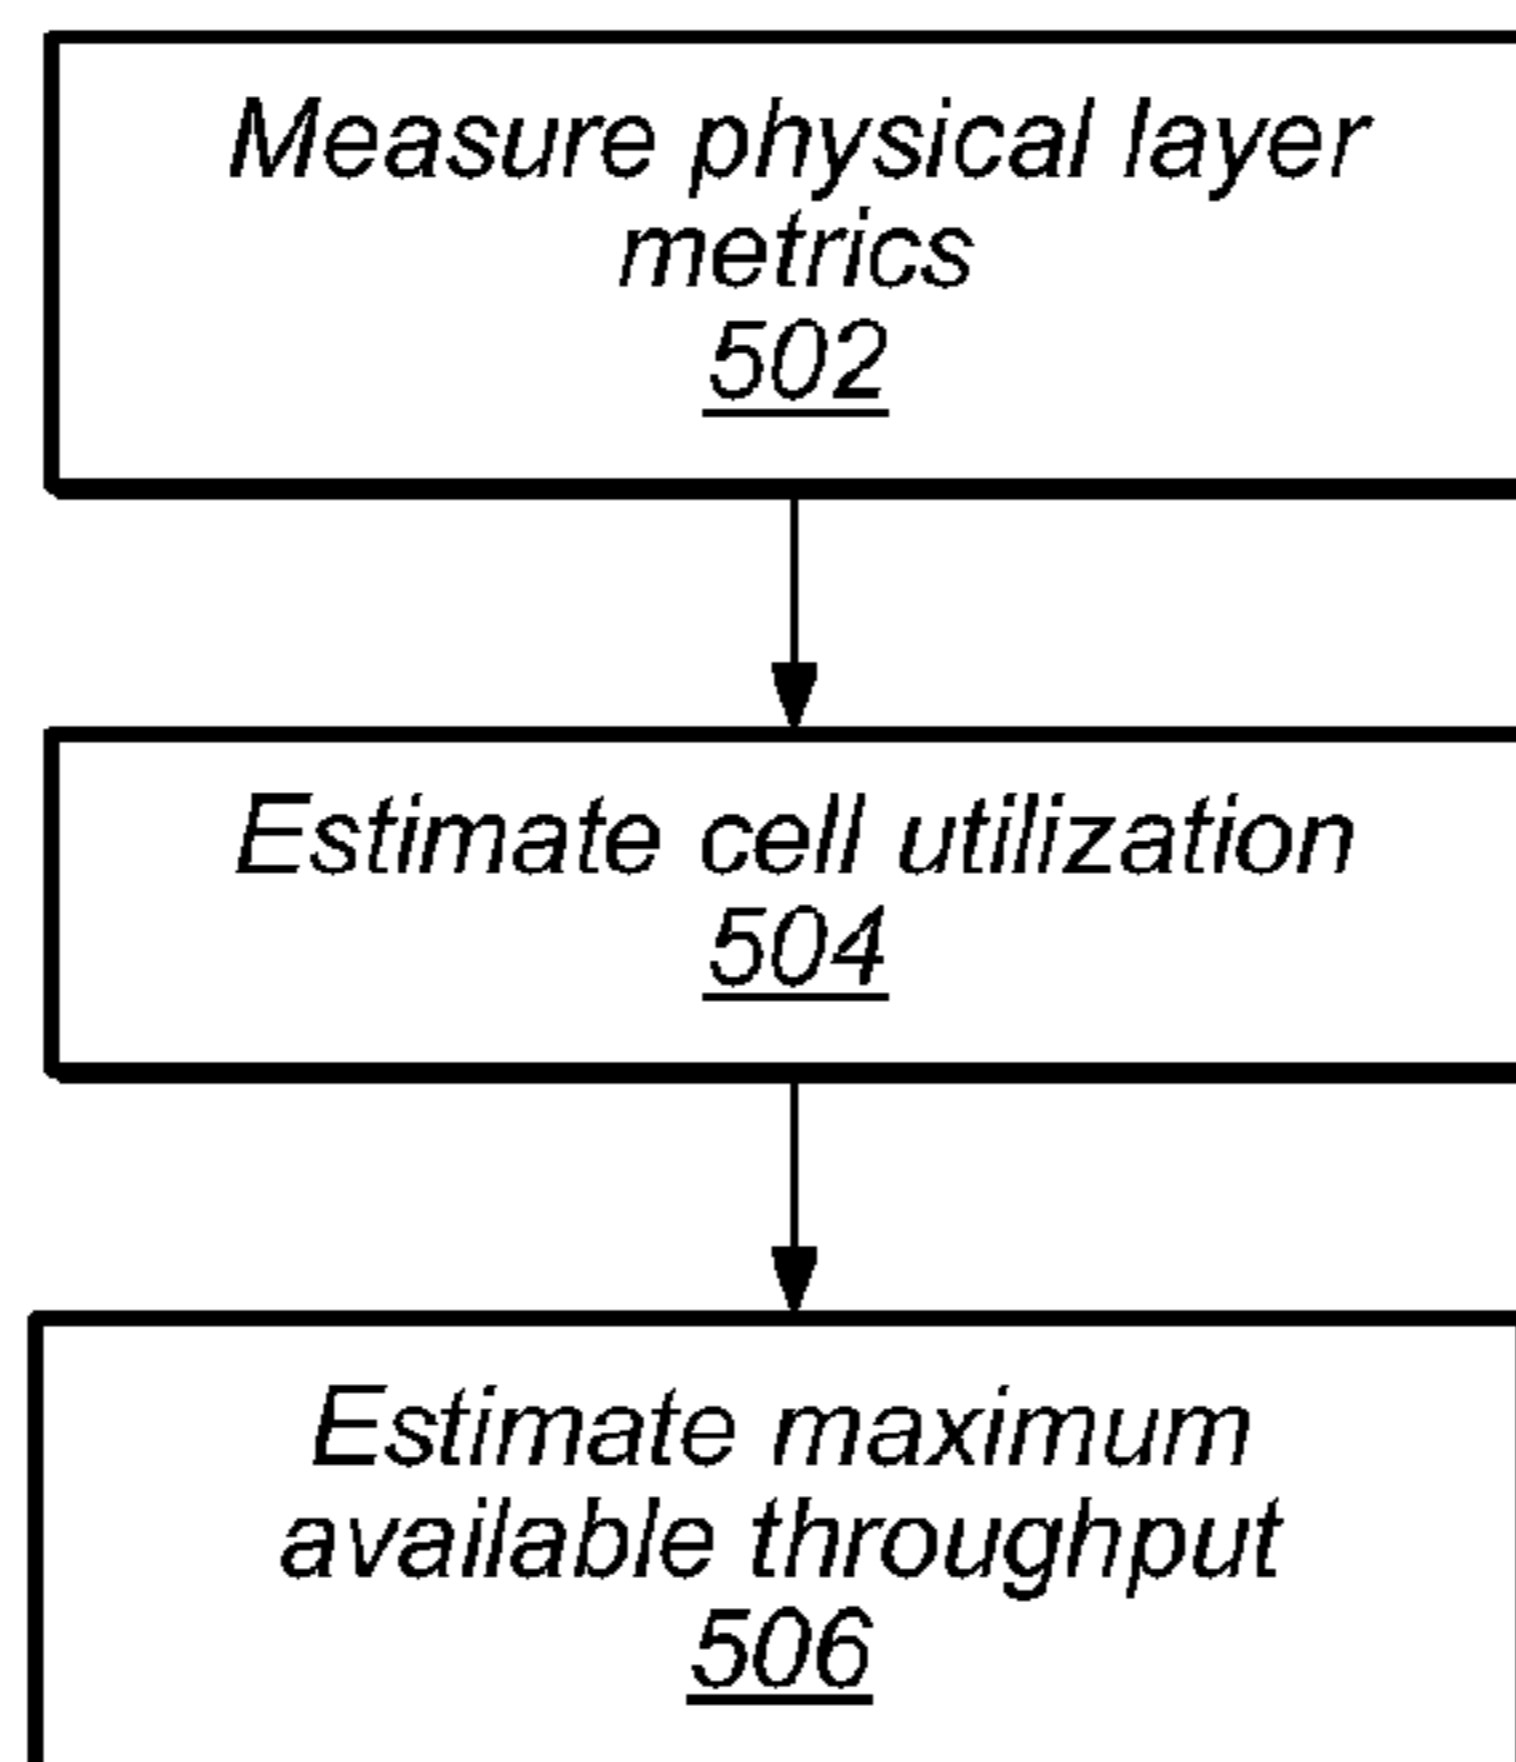 Measure physical layer
metrics
502
Estimate cell utilization
504
Estimate maximum
available throughput
506